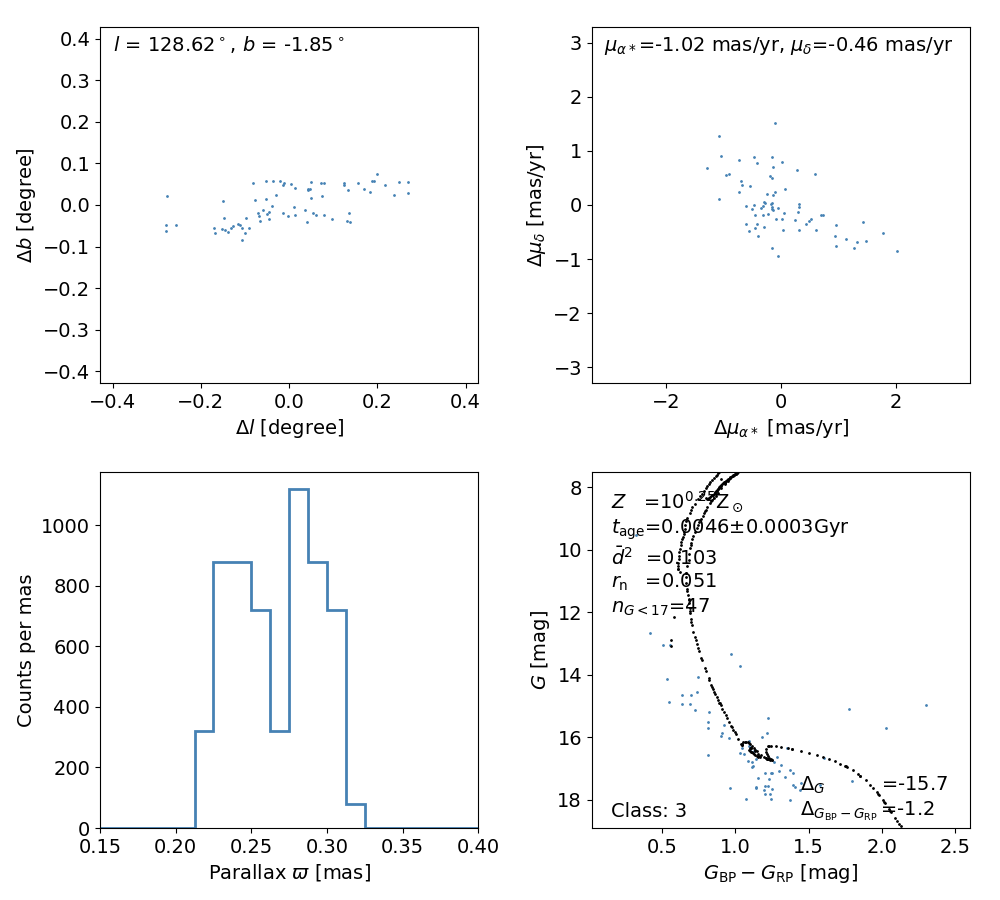 l = 128.62°, b = -1.85°
0.4
0.3
0.2
0.1
0.0
−0.1
−0.2
−0.3
−0.4
−0.4
−0.2
0.0
0.2
0.4
Δl [degree]
Δb [degree]
μα*=-1.02 mas/yr, μδ=-0.46 mas/yr
3
2
1
0
−1
−2
−3
−2
0
2
Δμα* [mas/yr]
Δμδ [mas/yr]
1000
800
600
400
200
0
0.15
0.20
0.25
0.30
0.35
0.40
Parallax ϖ [mas]
Counts per mas
Z =10^0.25 Z⊙
tage=0.0046±0.0003Gyr
d̄² =0.103
rn =0.051
nG<17=47
ΔG =-15.7
ΔGBP−GRP =-1.2
Class: 3
8
10
12
14
16
18
0.5
1.0
1.5
2.0
2.5
GBP − GRP [mag]
G [mag]